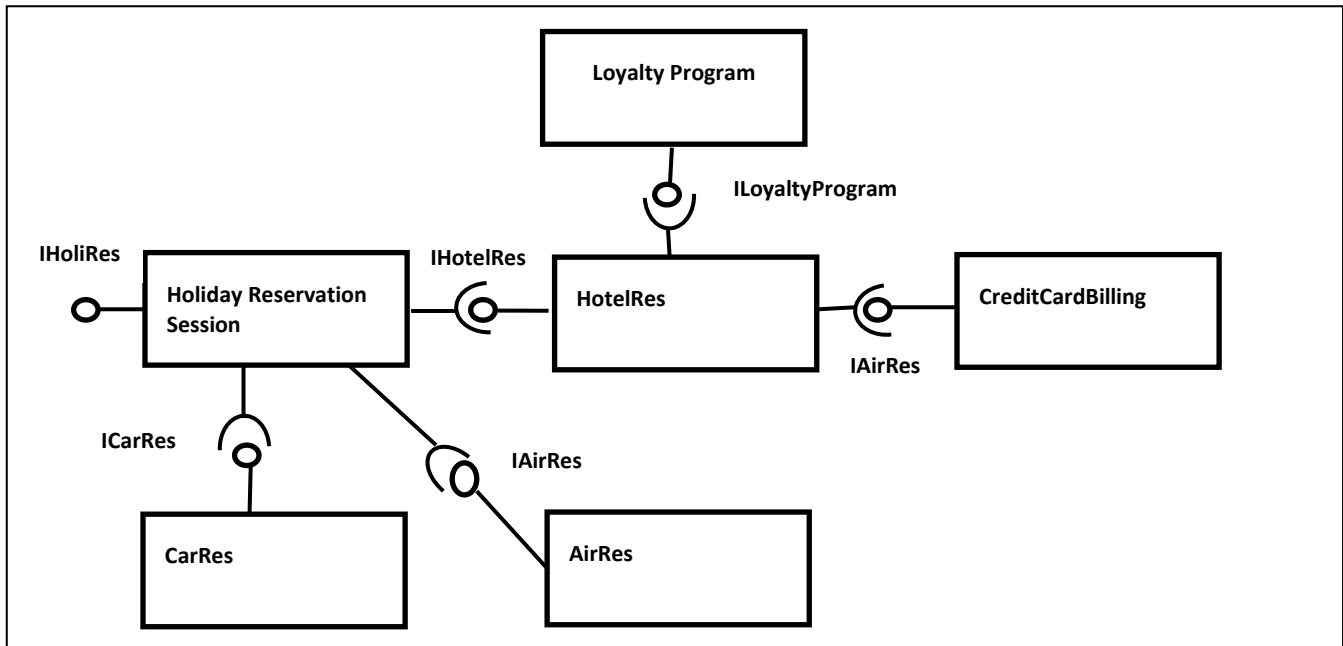 Loyalty Program
ILoyaltyProgram
IHoliRes
Holiday Reservation
Session
IHotelRes
HotelRes
CreditCardBilling
IAirRes
ICarRes
IAirRes
CarRes
AirRes